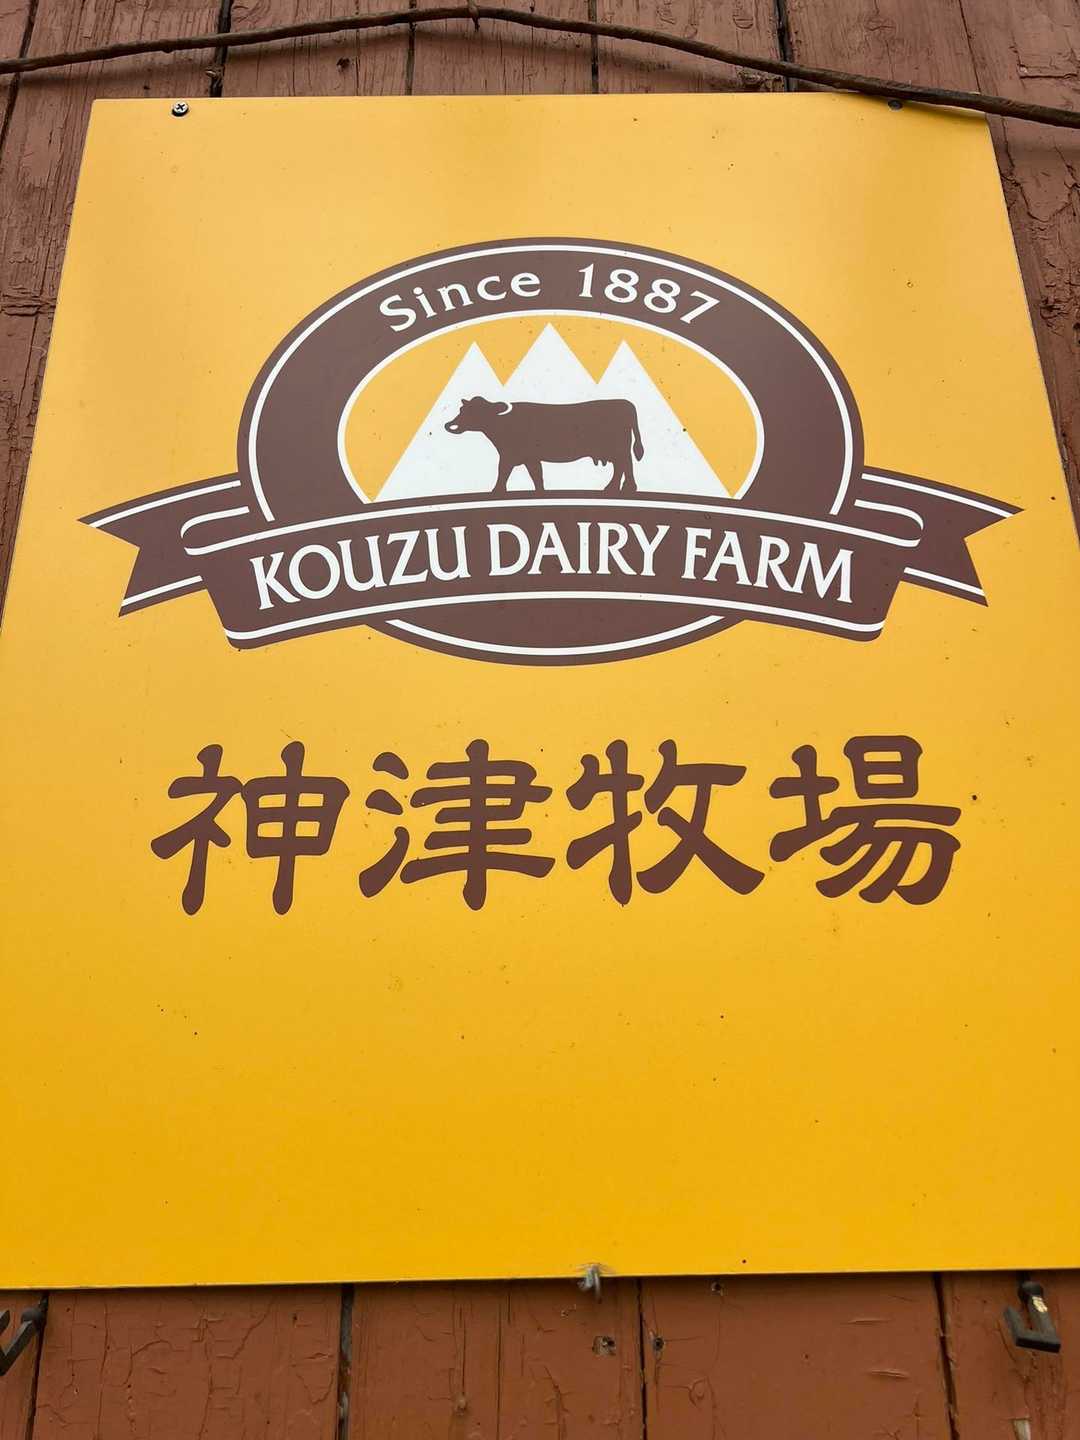 Since 1887
KOUZU DAIRY FARM
神津牧場